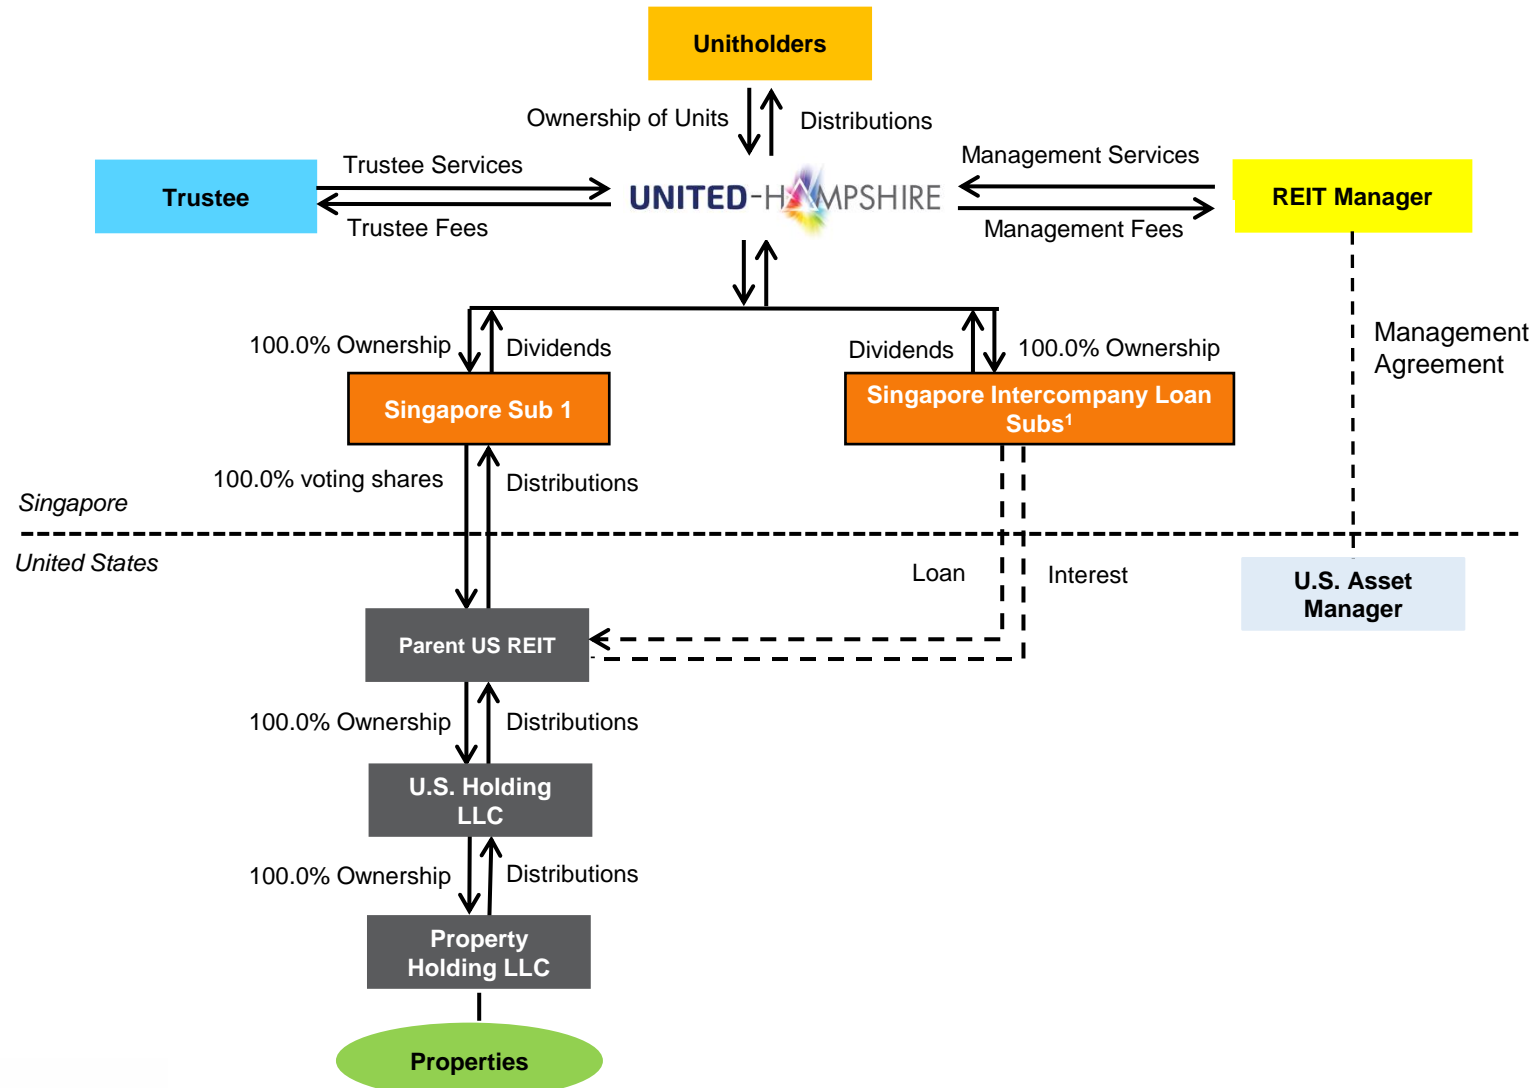 Unitholders
Ownership of Units
Distributions
Trustee
Trustee Services
Trustee Fees
UNITED-HAMPSHIRE
Management Services
Management Fees
REIT Manager
100.0% Ownership
Dividends
Dividends
100.0% Ownership
Management
Agreement
Singapore Sub 1
Singapore Intercompany Loan
Subs¹
100.0% voting shares
Distributions
Singapore
United States
Loan
Interest
U.S. Asset
Manager
Parent US REIT
100.0% Ownership
Distributions
U.S. Holding
LLC
100.0% Ownership
Distributions
Property
Holding LLC
Properties